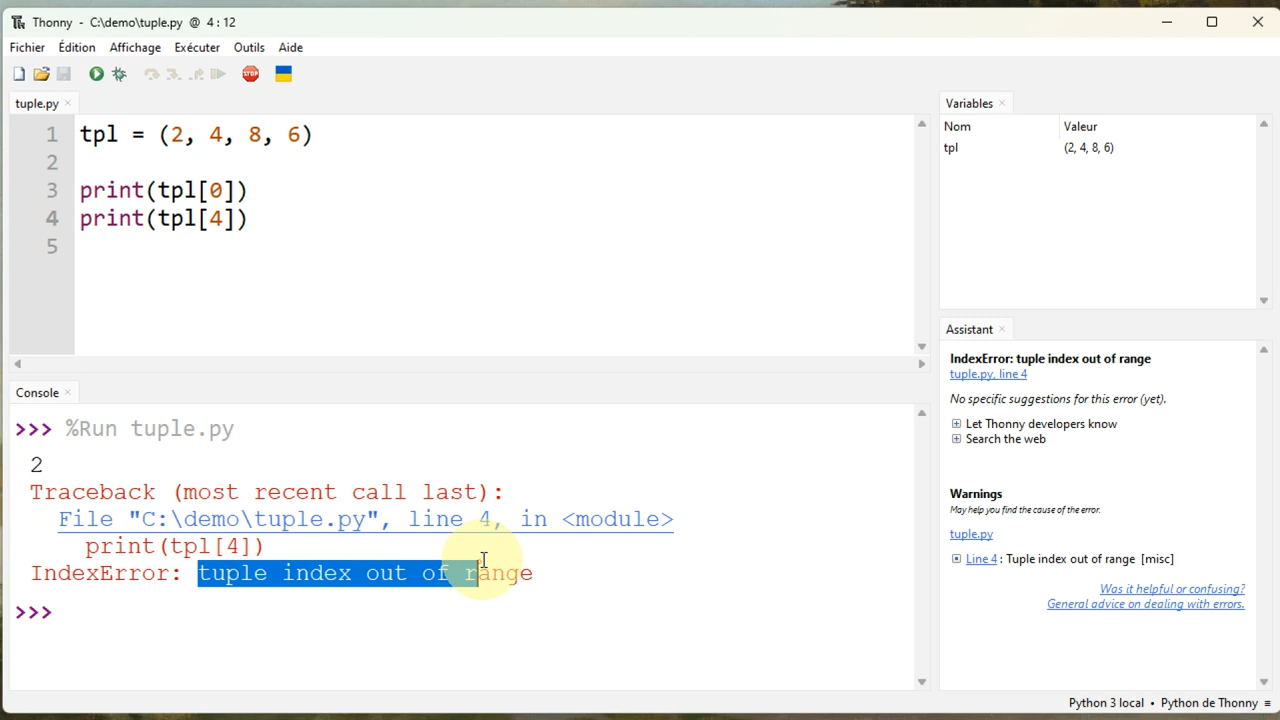 Thonny - C:\demo\tuple.py @ 4 : 12
Fichier Édition Affichage Exécuter Outils Aide
STOP
tuple.py ×
1 tpl = (2, 4, 8, 6)
2
3 print(tpl[0])
4 print(tpl[4])
5
Console ×
>>> %Run tuple.py
2
Traceback (most recent call last):
File "C:\demo\tuple.py", line 4, in <module>
print(tpl[4])
IndexError: tuple index out of range
>>>
Variables ×
Nom Valeur
tpl (2, 4, 8, 6)
Assistant ×
IndexError: tuple index out of range
tuple.py, line 4
No specific suggestions for this error (yet).
Let Thonny developers know
Search the web
Warnings
May help you find the cause of the error.
tuple.py
Line 4 : Tuple index out of range [misc]
Was it helpful or confusing?
General advice on dealing with errors.
Python 3 local • Python de Thonny ≡